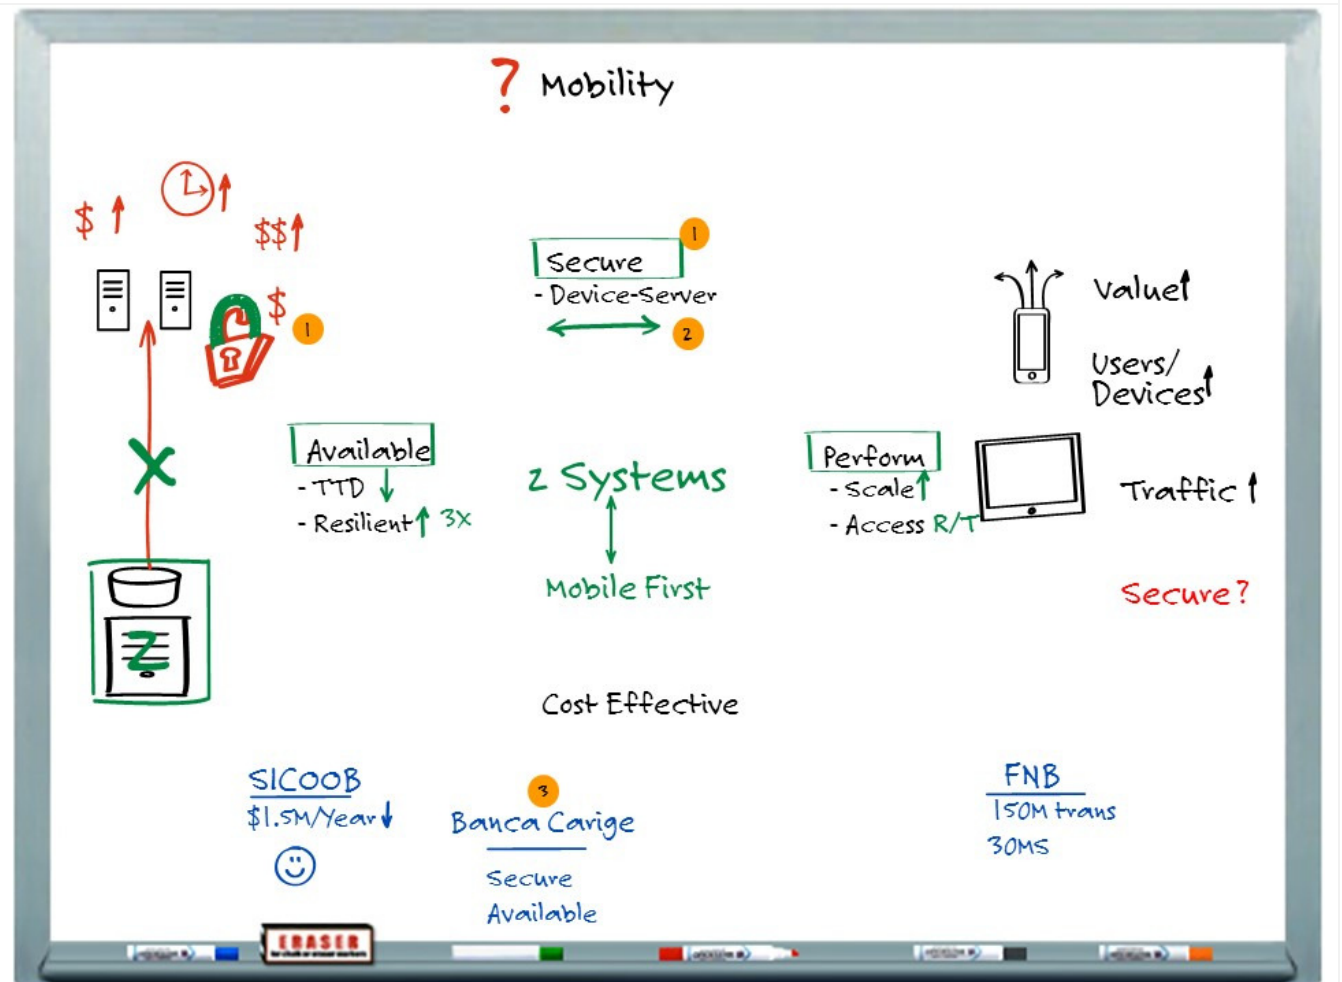 ? Mobility
$
$$
$
1
Secure
1
- Device-Server
2
Value
Users/
Devices
Available
- TTD
- Resilient 3X
z Systems
Mobile First
Perform
- Scale
- Access R/T
Traffic
Secure?
Z
Cost Effective
SICOOB
$1.5M/Year
3
Banca Carige
Secure
Available
FNB
150M trans
30MS
ERASER